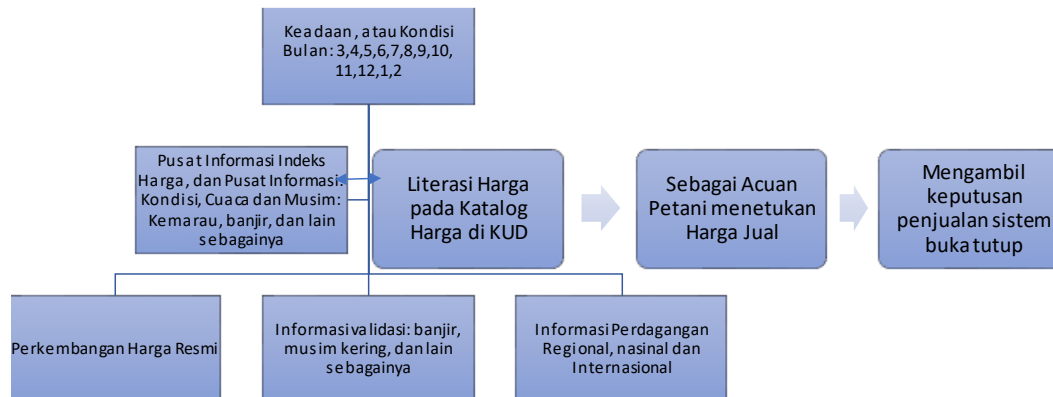 Keadaan, atau Kondisi
Bulan: 3,4,5,6,7,8,9,10,
11,12,1,2
Pusat Informasi Indeks
Harga, dan Pusat Informasi:
Kondisi, Cuaca dan Musim:
Kemarau, banjir, dan lain
sebagainya
Literasi Harga
pada Katalog
Harga di KUD
Sebagai Acuan
Petani menetukan
Harga Jual
Mengambil
keputusan
penjualan sistem
buka tutup
Perkembangan Harga Resmi
Informasi validasi: banjir,
musim kering, dan lain
sebagainya
Informasi Perdagangan
Regional, nasinal dan
Internasional